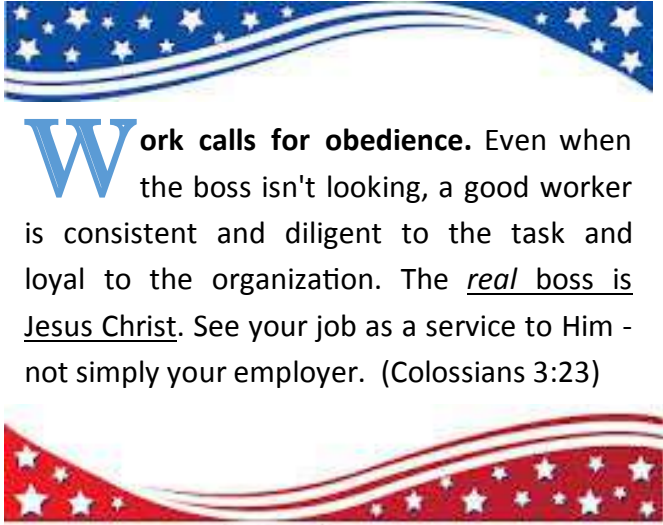 Work calls for obedience. Even when
the boss isn't looking, a good worker
is consistent and diligent to the task and
loyal to the organization. The real boss is
Jesus Christ. See your job as a service to Him -
not simply your employer.  (Colossians 3:23)